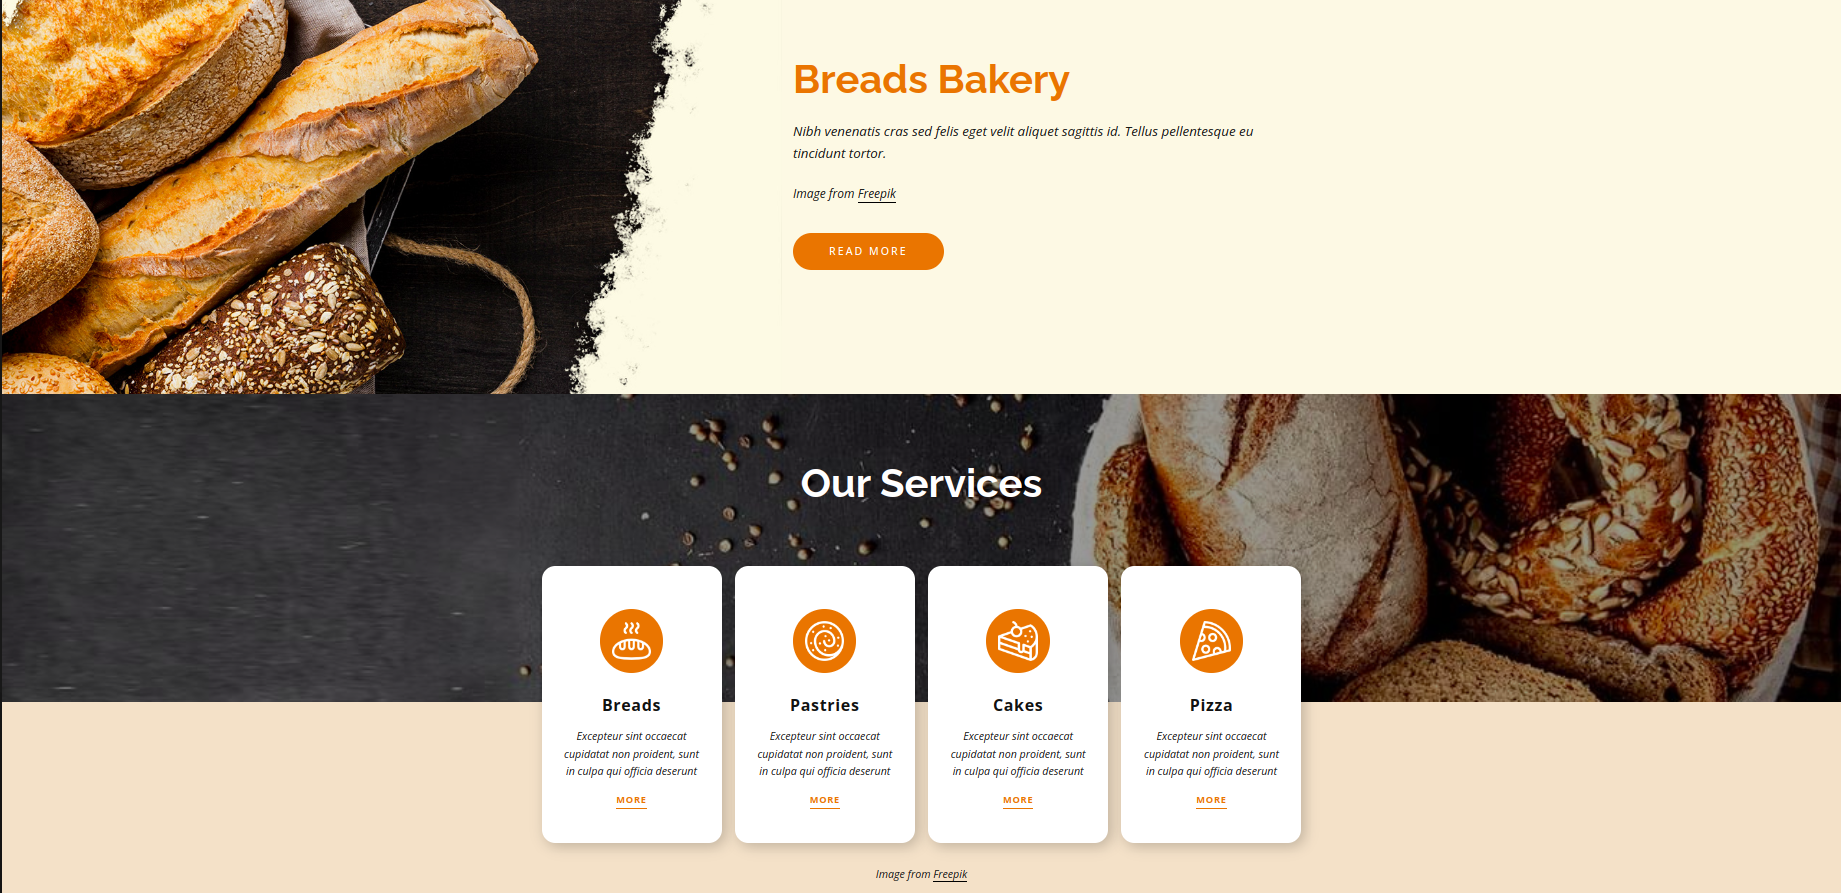 Breads Bakery
Nibh venenatis cras sed felis eget velit aliquet sagittis id. Tellus pellentesque eu
tincidunt tortor.
Image from Freepik
READ MORE
Our Services
Breads
Excepteur sint occaecat
cupidatat non proident, sunt
in culpa qui officia deserunt
MORE
Pastries
Excepteur sint occaecat
cupidatat non proident, sunt
in culpa qui officia deserunt
MORE
Cakes
Excepteur sint occaecat
cupidatat non proident, sunt
in culpa qui officia deserunt
MORE
Pizza
Excepteur sint occaecat
cupidatat non proident, sunt
in culpa qui officia deserunt
MORE
Image from Freepik